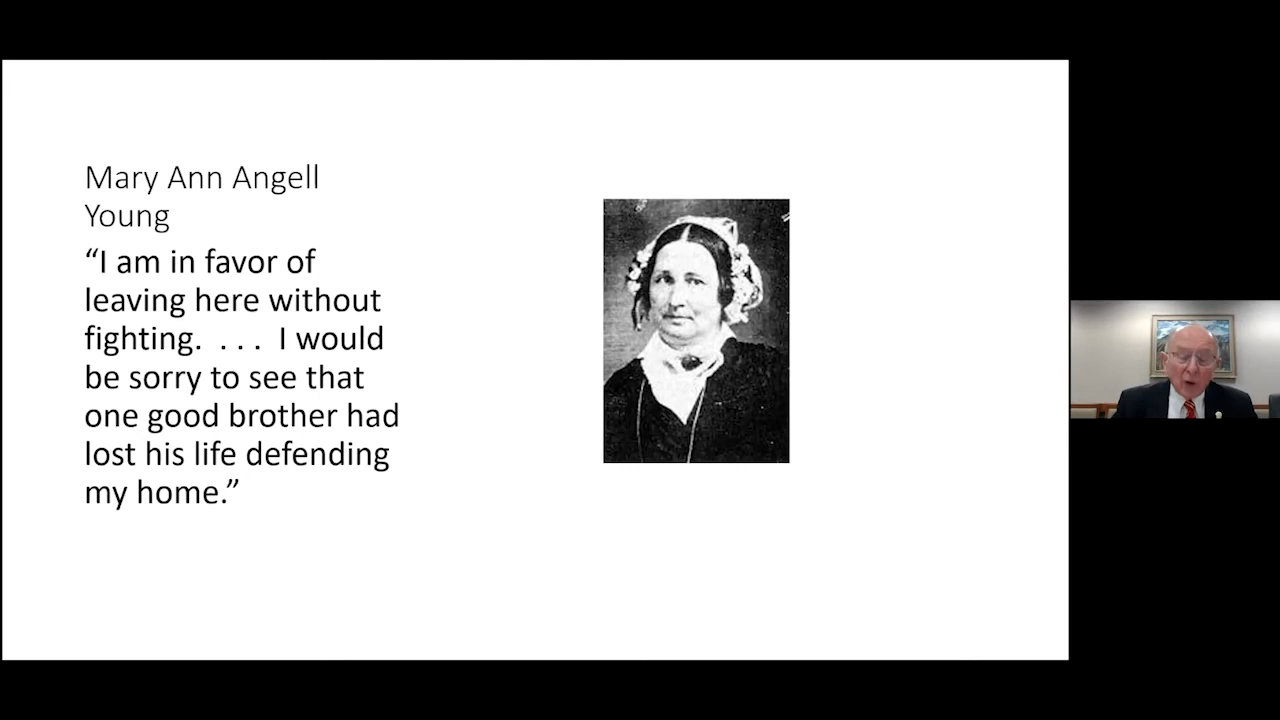 Mary Ann Angell
Young
“I am in favor of
leaving here without
fighting.  . . .  I would
be sorry to see that
one good brother had
lost his life defending
my home.”